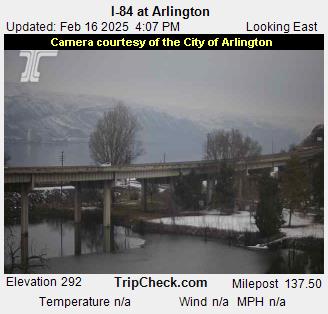 I-84 at Arlington
Updated: Feb 16 2025 4:07 PM Looking East
Camera courtesy of the City of Arlington
Elevation 292 TripCheck.com Milepost 137.50
Temperature n/a Wind n/a MPH n/a